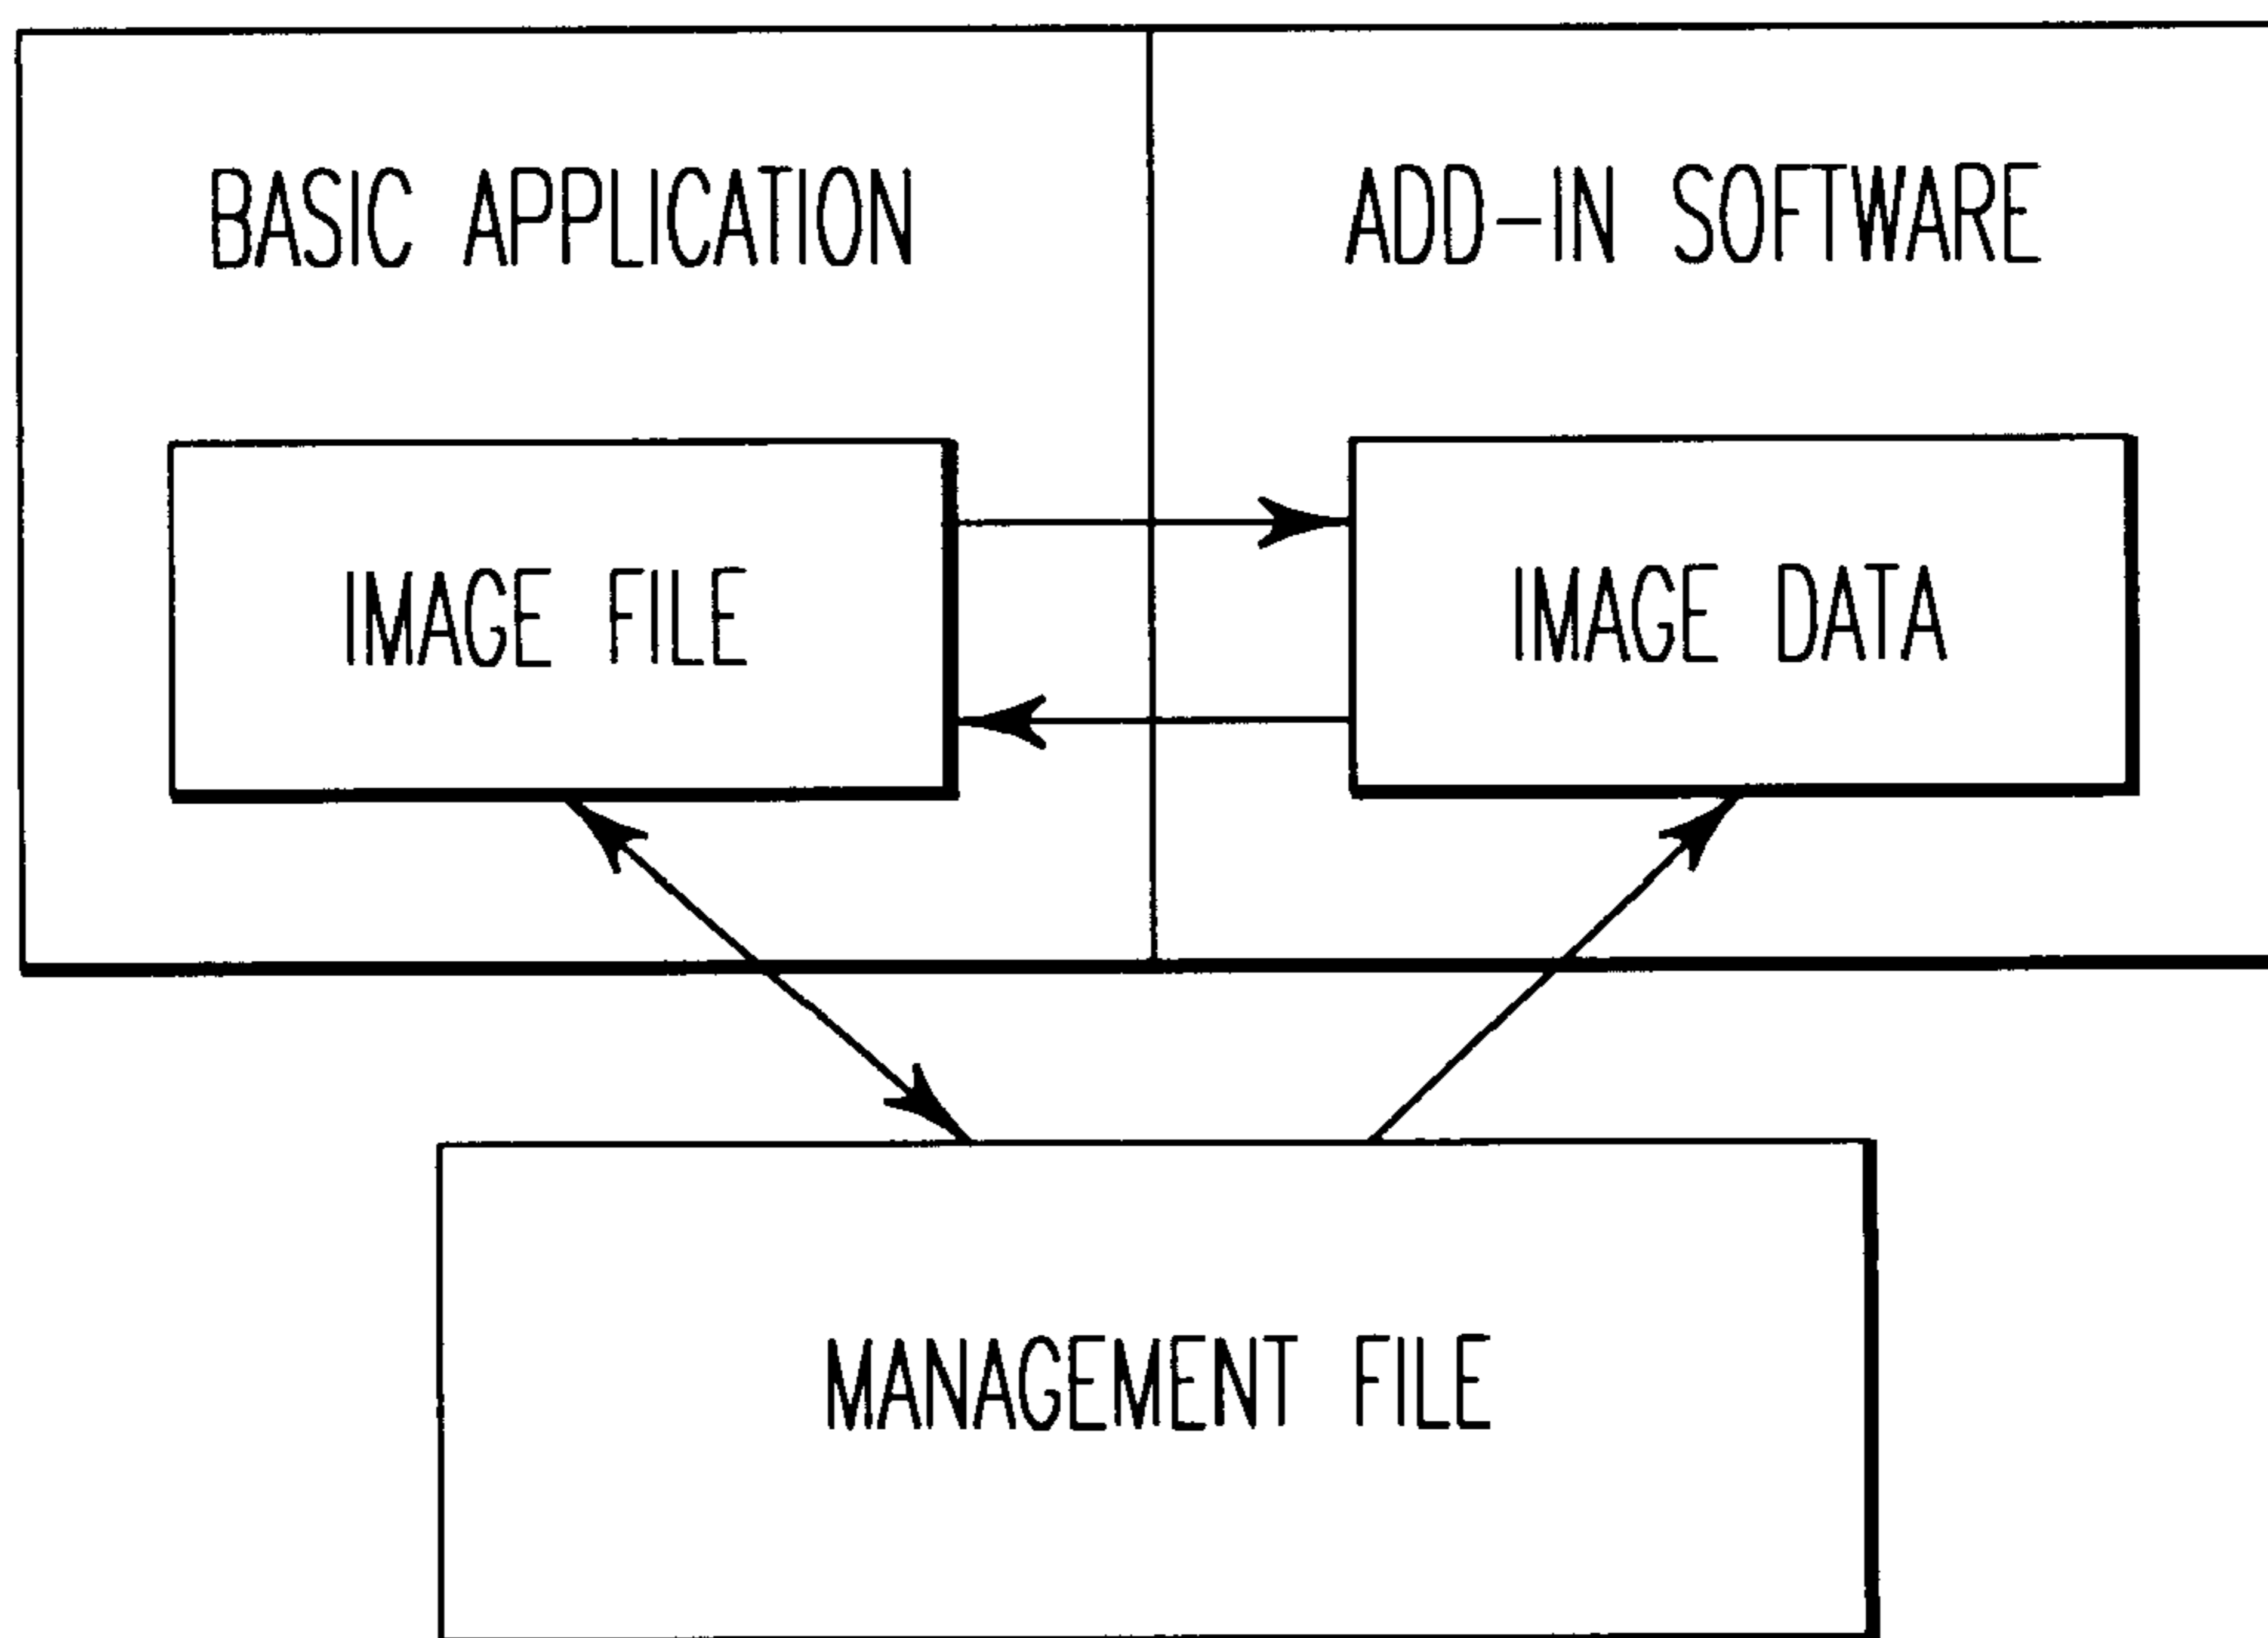 BASIC APPLICATION
ADD-IN SOFTWARE
IMAGE FILE
IMAGE DATA
MANAGEMENT FILE